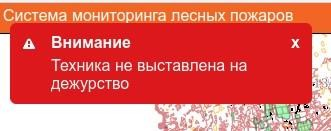 Система мониторинга лесных пожаров
Внимание x
Техника не выставлена на
дежурство